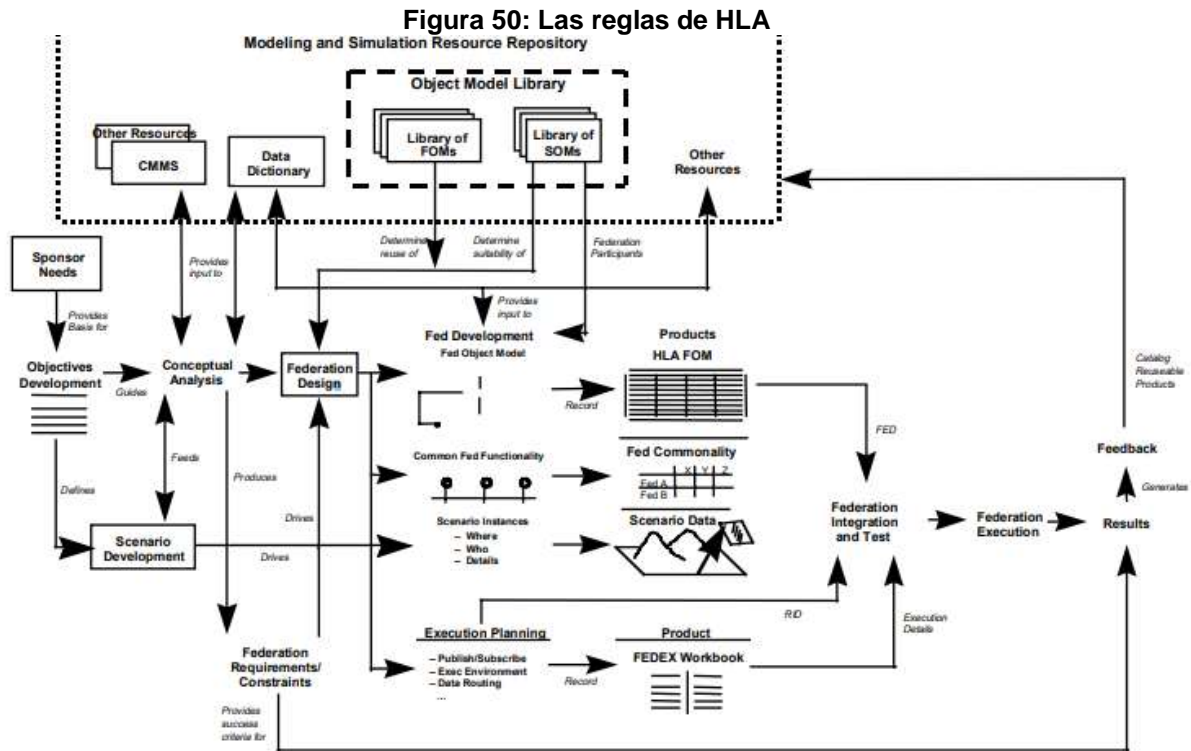 Figura 50: Las reglas de HLA
Modeling and Simulation Resource Repository
Object Model Library
Other Resources
CMMS
Data
Dictionary
Library of
FOMs
Library of
SOMs
Other
Resources
Sponsor
Needs
Provides
input to
Determine
reuse of
Determine
suitability of
Federation
Participants
Provides
Basis for
Provides
input to
Objectives
Development
Guides
Conceptual
Analysis
Federation
Design
Fed Development
Fed Object Model
Products
HLA FOM
Record
Catalog
Reuseable
Products
FED
Feeds
Defines
Produces
Drives
Common Fed Functionality
Fed Commonality
X Y Z
Fed A
Fed B
Feedback
Generates
Scenario
Development
Drives
Scenario Instances
– Where
– Who
– Details
Scenario Data
Federation
Integration
and Test
Federation
Execution
Results
RID
Execution
Details
Federation
Requirements/
Constraints
Execution Planning
– Publish/Subscribe
– Exec Environment
– Data Routing
...
Record
Product
FEDEX Workbook
Provides
success
criteria for